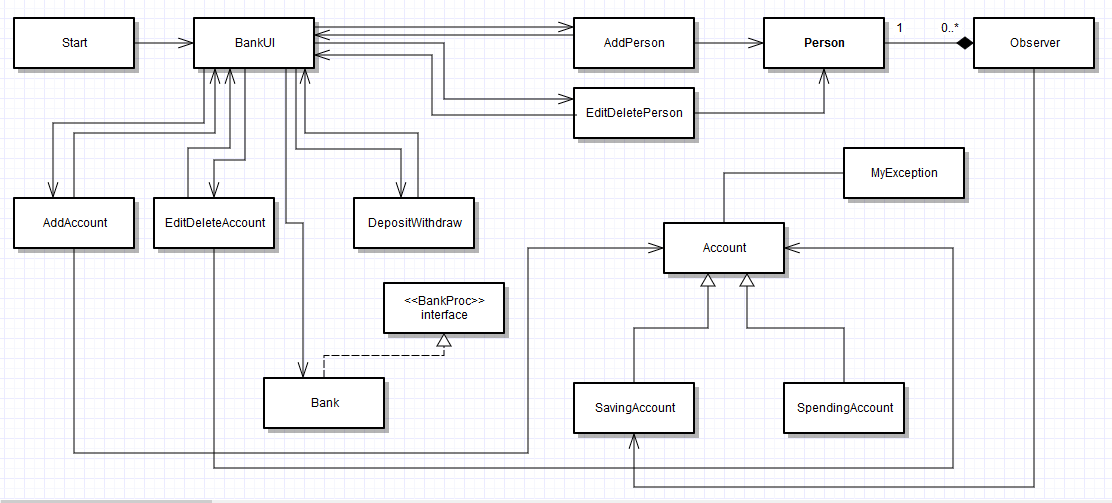 Start
BankUI
AddPerson
Person
1
0..*
Observer
EditDeletePerson
MyException
AddAccount
EditDeleteAccount
DepositWithdraw
Account
<<BankProc>>
interface
Bank
SavingAccount
SpendingAccount